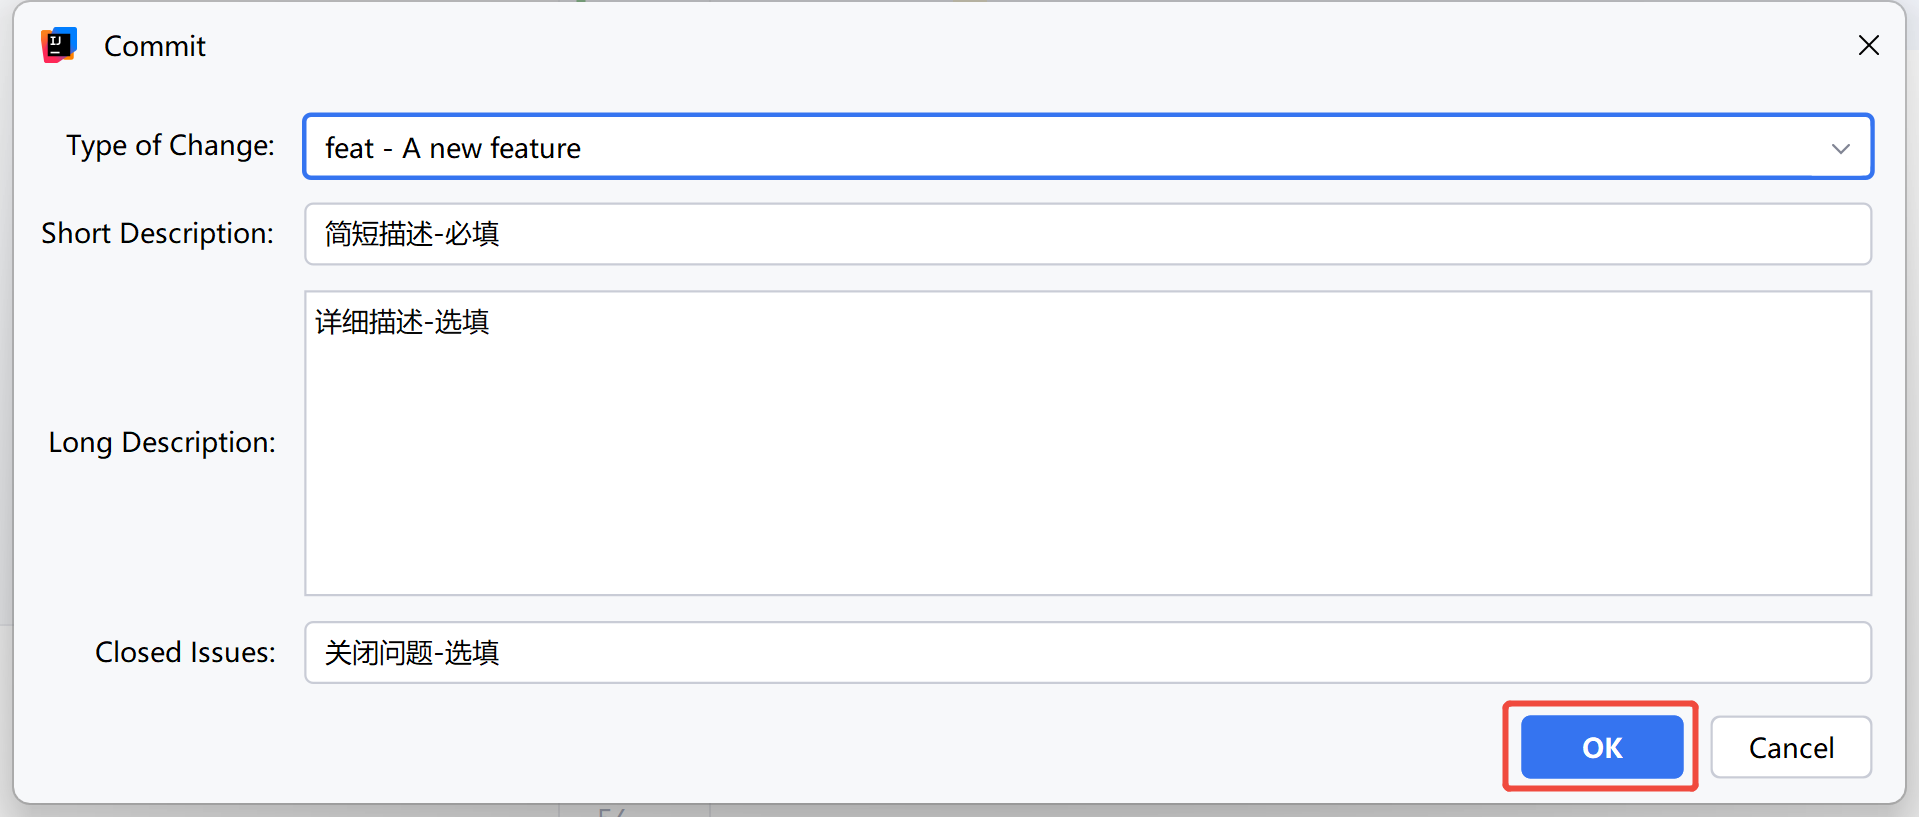 IJ
Commit
Type of Change:
feat - A new feature
Short Description:
简短描述-必填
详细描述-选填
Long Description:
Closed Issues:
关闭问题-选填
OK
Cancel